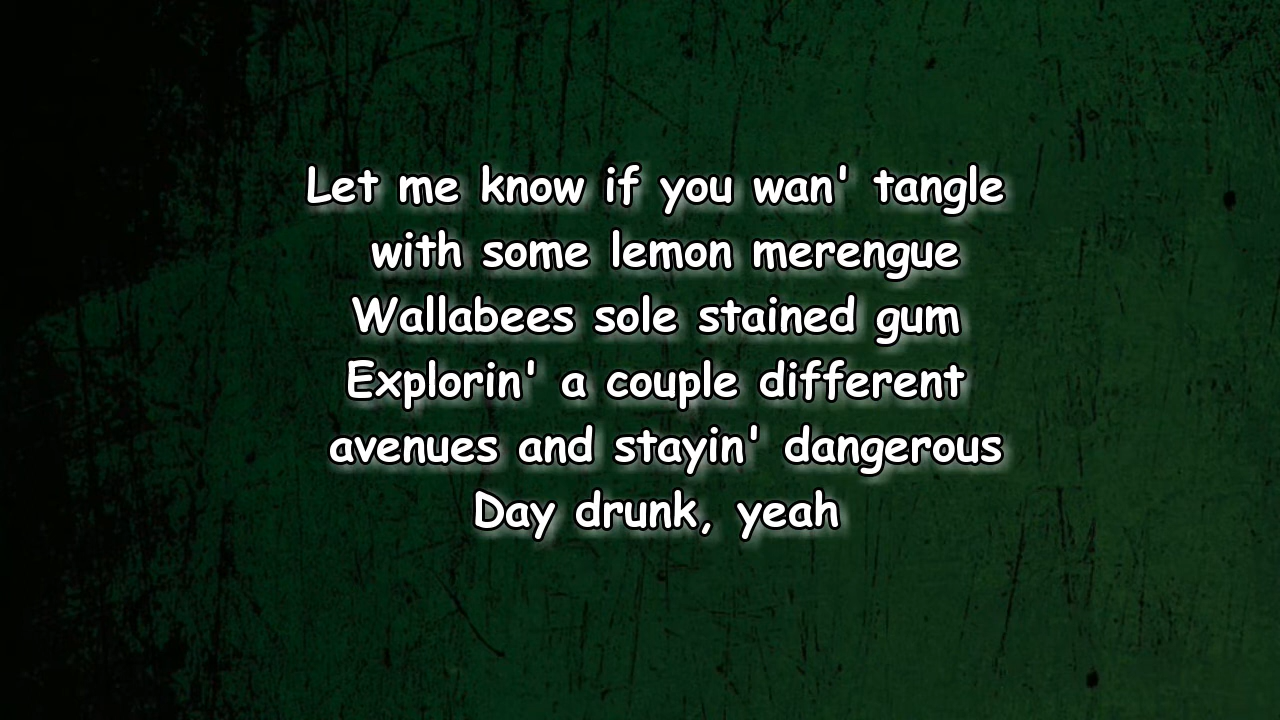 Let me know if you wan' tangle
with some lemon merengue
Wallabees sole stained gum
Explorin' a couple different
avenues and stayin' dangerous
Day drunk, yeah